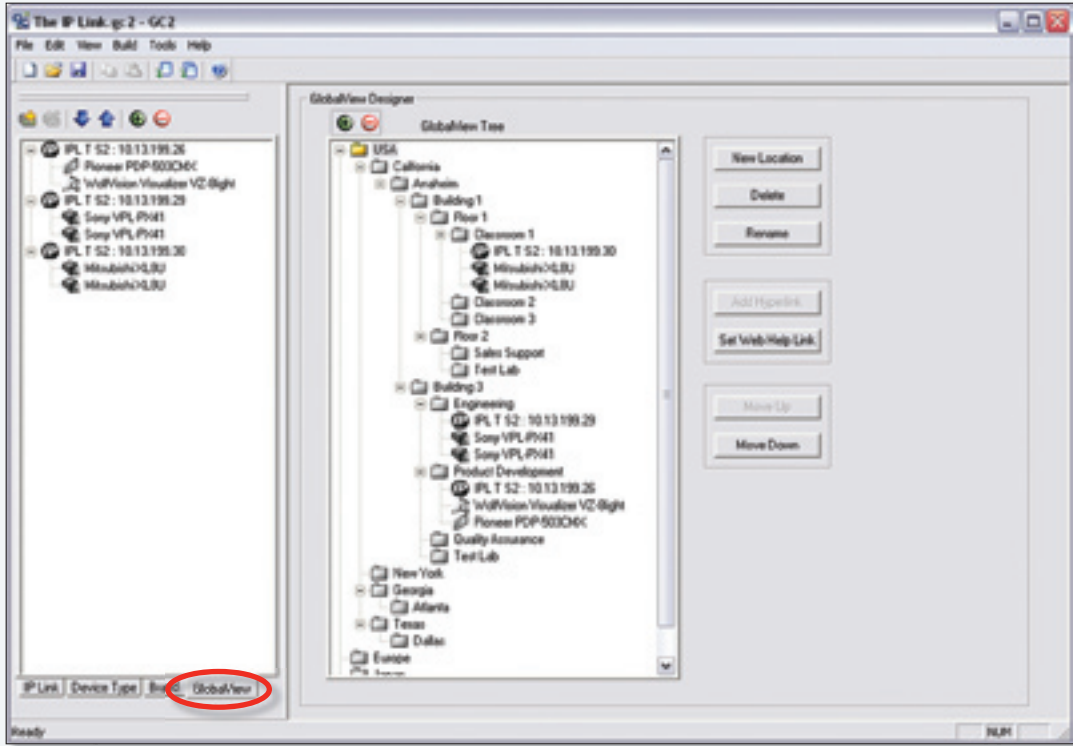 The IP Link.gc2 - GC2
File Edit View Build Tools Help
GlobalView Designer
GlobalView Tree
IPL T S2 : 10.13.199.26
Pioneer PDP-503CMX
WolfVision Visualizer VZ-8light
IPL T S2 : 10.13.199.29
Sony VPL-PX41
Sony VPL-PX41
IPL T S2 : 10.13.199.30
Mitsubishi XL8U
Mitsubishi XL8U
USA
California
Anaheim
Building 1
Floor 1
Classroom 1
IPL T S2 : 10.13.199.30
Mitsubishi XL8U
Mitsubishi XL8U
Classroom 2
Classroom 3
Floor 2
Sales Support
Test Lab
Building 3
Engineering
IPL T S2 : 10.13.199.29
Sony VPL-PX41
Sony VPL-PX41
Product Development
IPL T S2 : 10.13.199.26
WolfVision Visualizer VZ-8light
Pioneer PDP-503CMX
Quality Assurance
Test Lab
New York
Georgia
Atlanta
Texas
Dallas
Europe
New Location
Delete
Rename
Add Hyperlink
Set Web Help Link
Move Up
Move Down
IP Link Device Type GlobalView
Ready
NUM